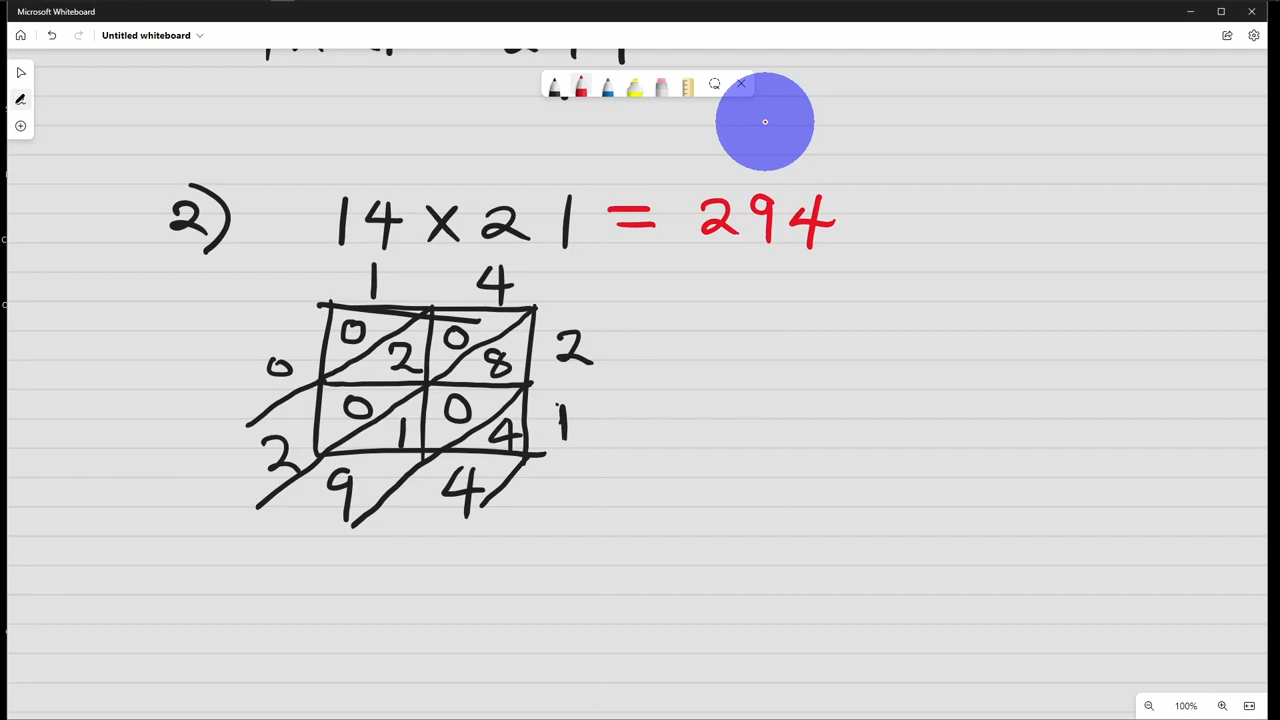 Microsoft Whiteboard
Untitled whiteboard
2) 14 x 21 = 294
1 4
0 0 2 0 8 2
0 1 0 4 1
2 9 4
100%